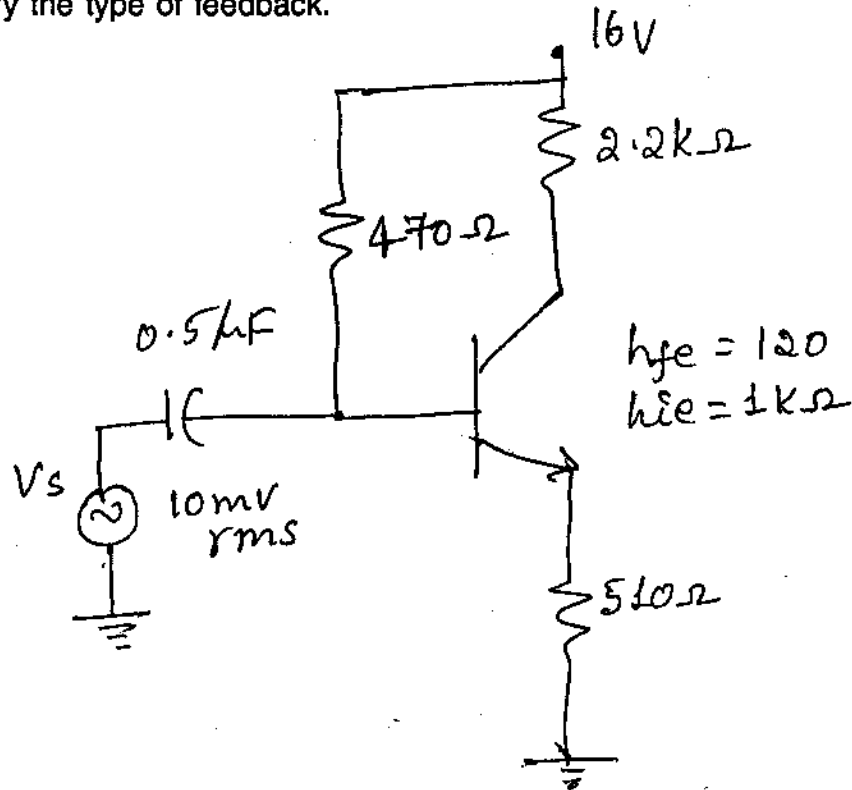 the type of feedback.
16V
2.2kΩ
470Ω
0.5μF
hfe = 120
hie = 1KΩ
Vs
10mV
rms
510Ω